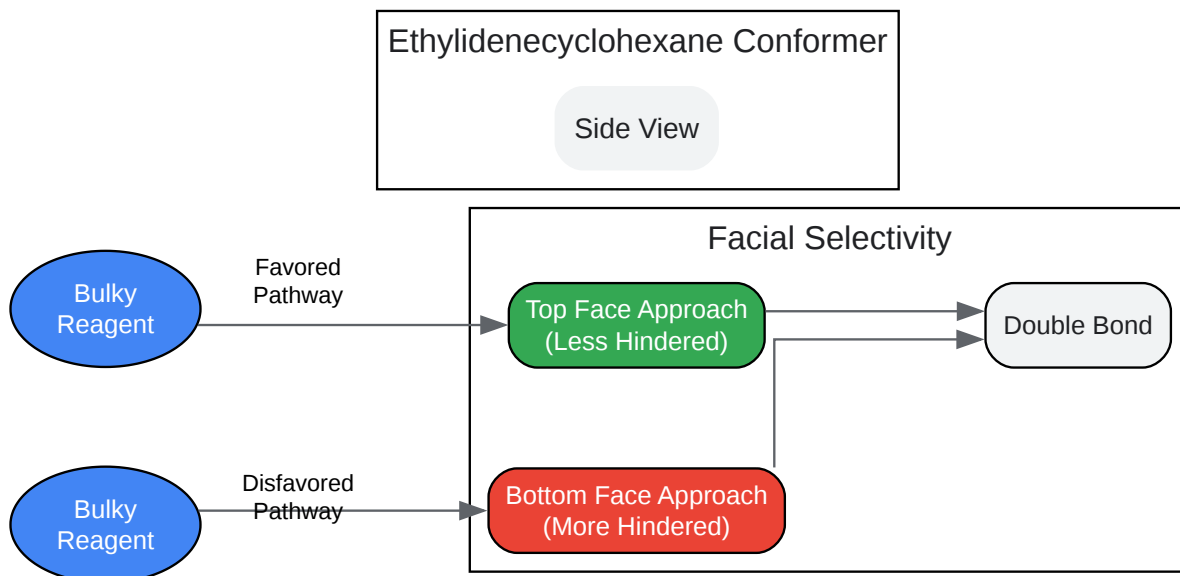 Ethylidenecyclohexane Conformer
Side View
Facial Selectivity
Bulky
Reagent
Favored
Pathway
Top Face Approach
(Less Hindered)
Double Bond
Bulky
Reagent
Disfavored
Pathway
Bottom Face Approach
(More Hindered)